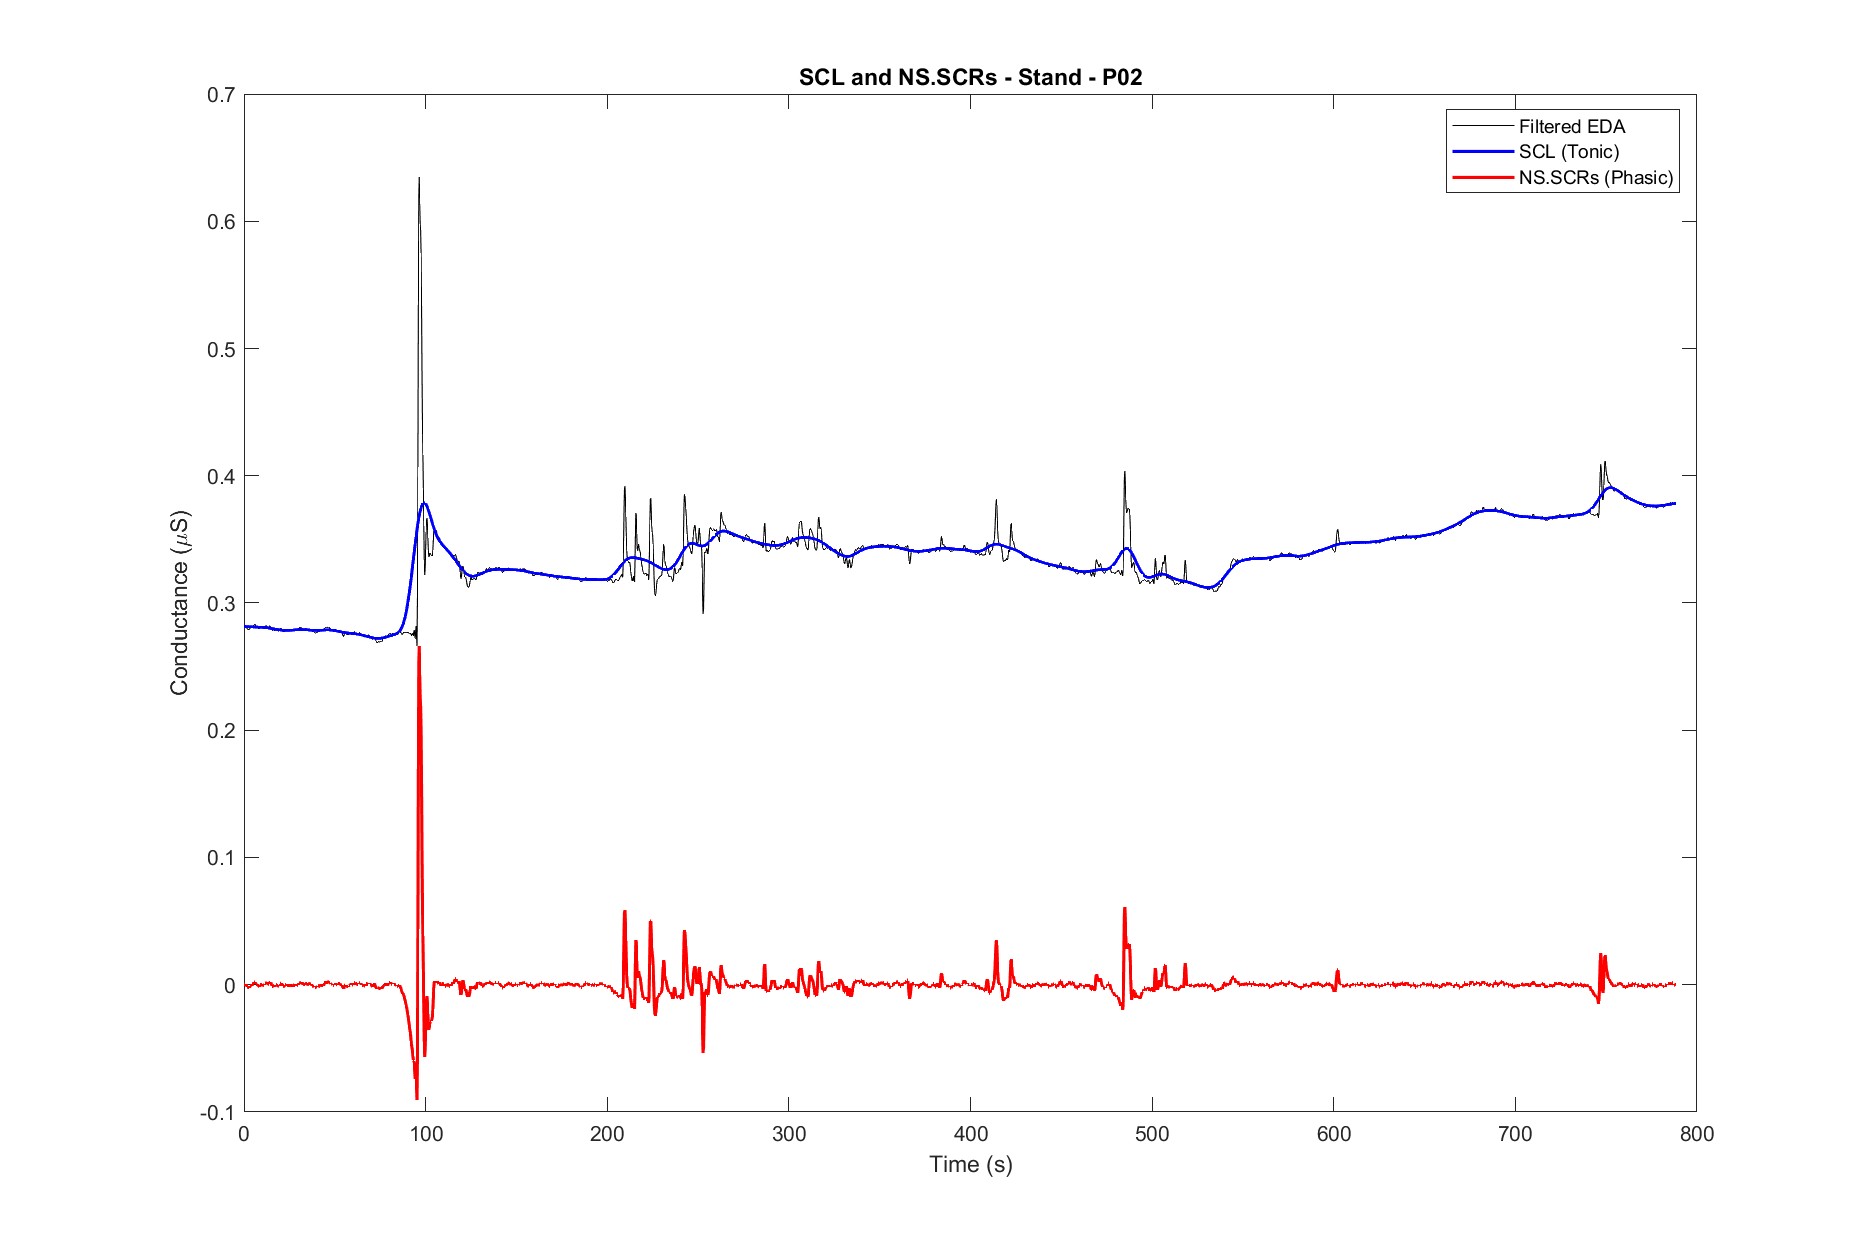 SCL and NS.SCRs - Stand - P02
Filtered EDA
SCL (Tonic)
NS.SCRs (Phasic)
Conductance (μS)
0.7
0.6
0.5
0.4
0.3
0.2
0.1
0
-0.1
0 100 200 300 400 500 600 700 800
Time (s)